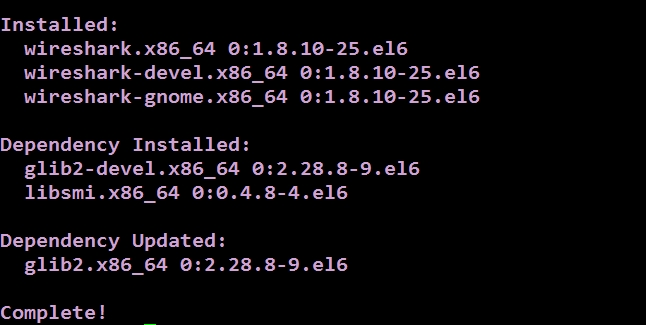 Installed:
wireshark.x86_64 0:1.8.10-25.el6
wireshark-devel.x86_64 0:1.8.10-25.el6
wireshark-gnome.x86_64 0:1.8.10-25.el6
Dependency Installed:
glib2-devel.x86_64 0:2.28.8-9.el6
libsmi.x86_64 0:0.4.8-4.el6
Dependency Updated:
glib2.x86_64 0:2.28.8-9.el6
Complete!